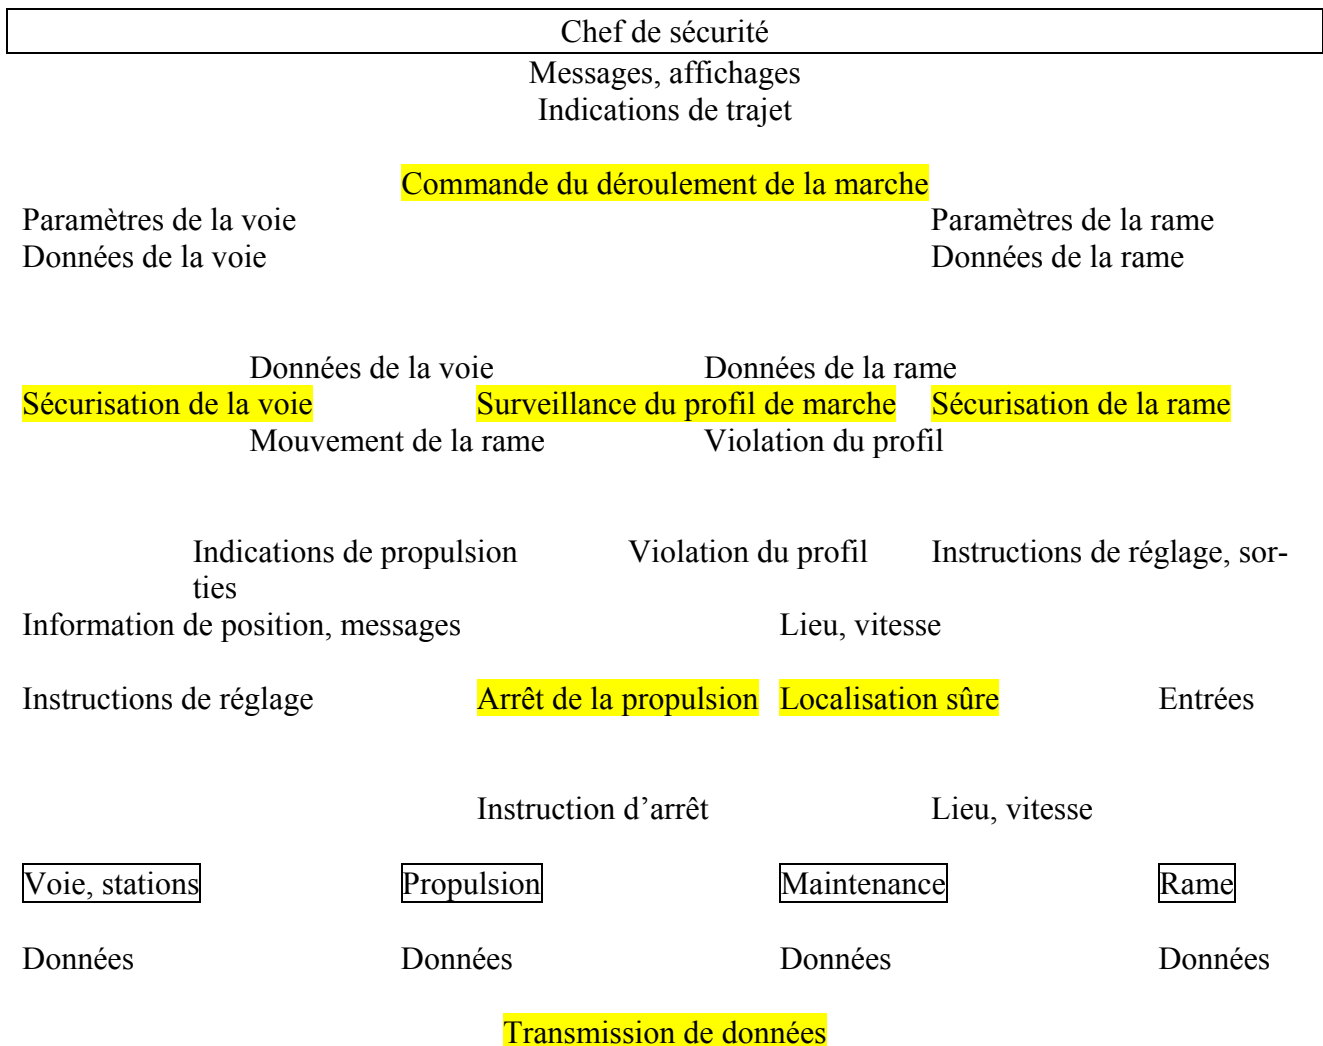 Chef de sécurité
Messages, affichages
Indications de trajet
Commande du déroulement de la marche
Paramètres de la voie Paramètres de la rame
Données de la voie Données de la rame
Données de la voie Données de la rame
Sécurisation de la voie Surveillance du profil de marche Sécurisation de la rame
Mouvement de la rame Violation du profil
Indications de propulsion Violation du profil Instructions de réglage, sor-
ties
Information de position, messages Lieu, vitesse
Instructions de réglage Arrêt de la propulsion Localisation sûre Entrées
Instruction d’arrêt Lieu, vitesse
Voie, stations Propulsion Maintenance Rame
Données Données Données Données
Transmission de données